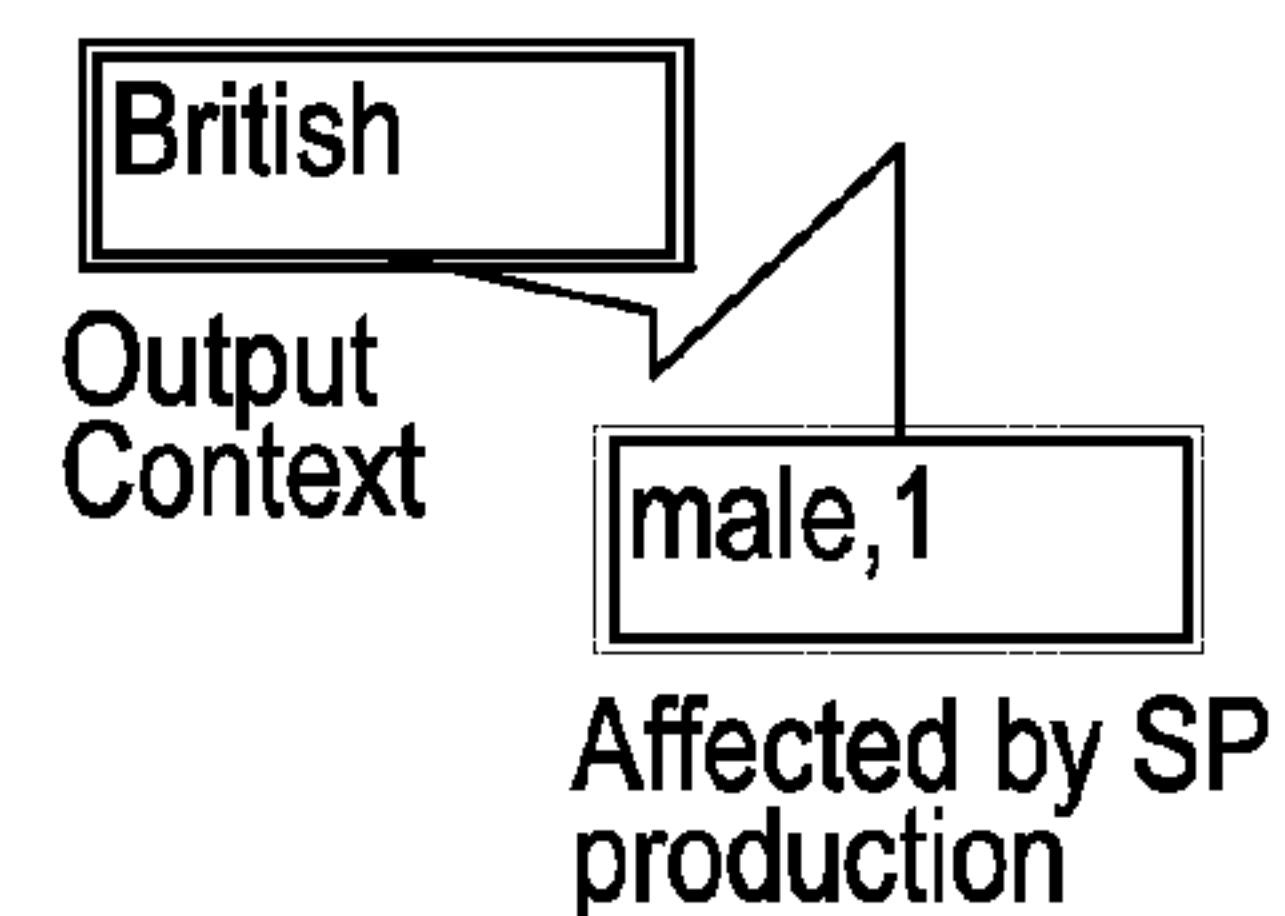 British
Output
Context
male,1
Affected by SP
production